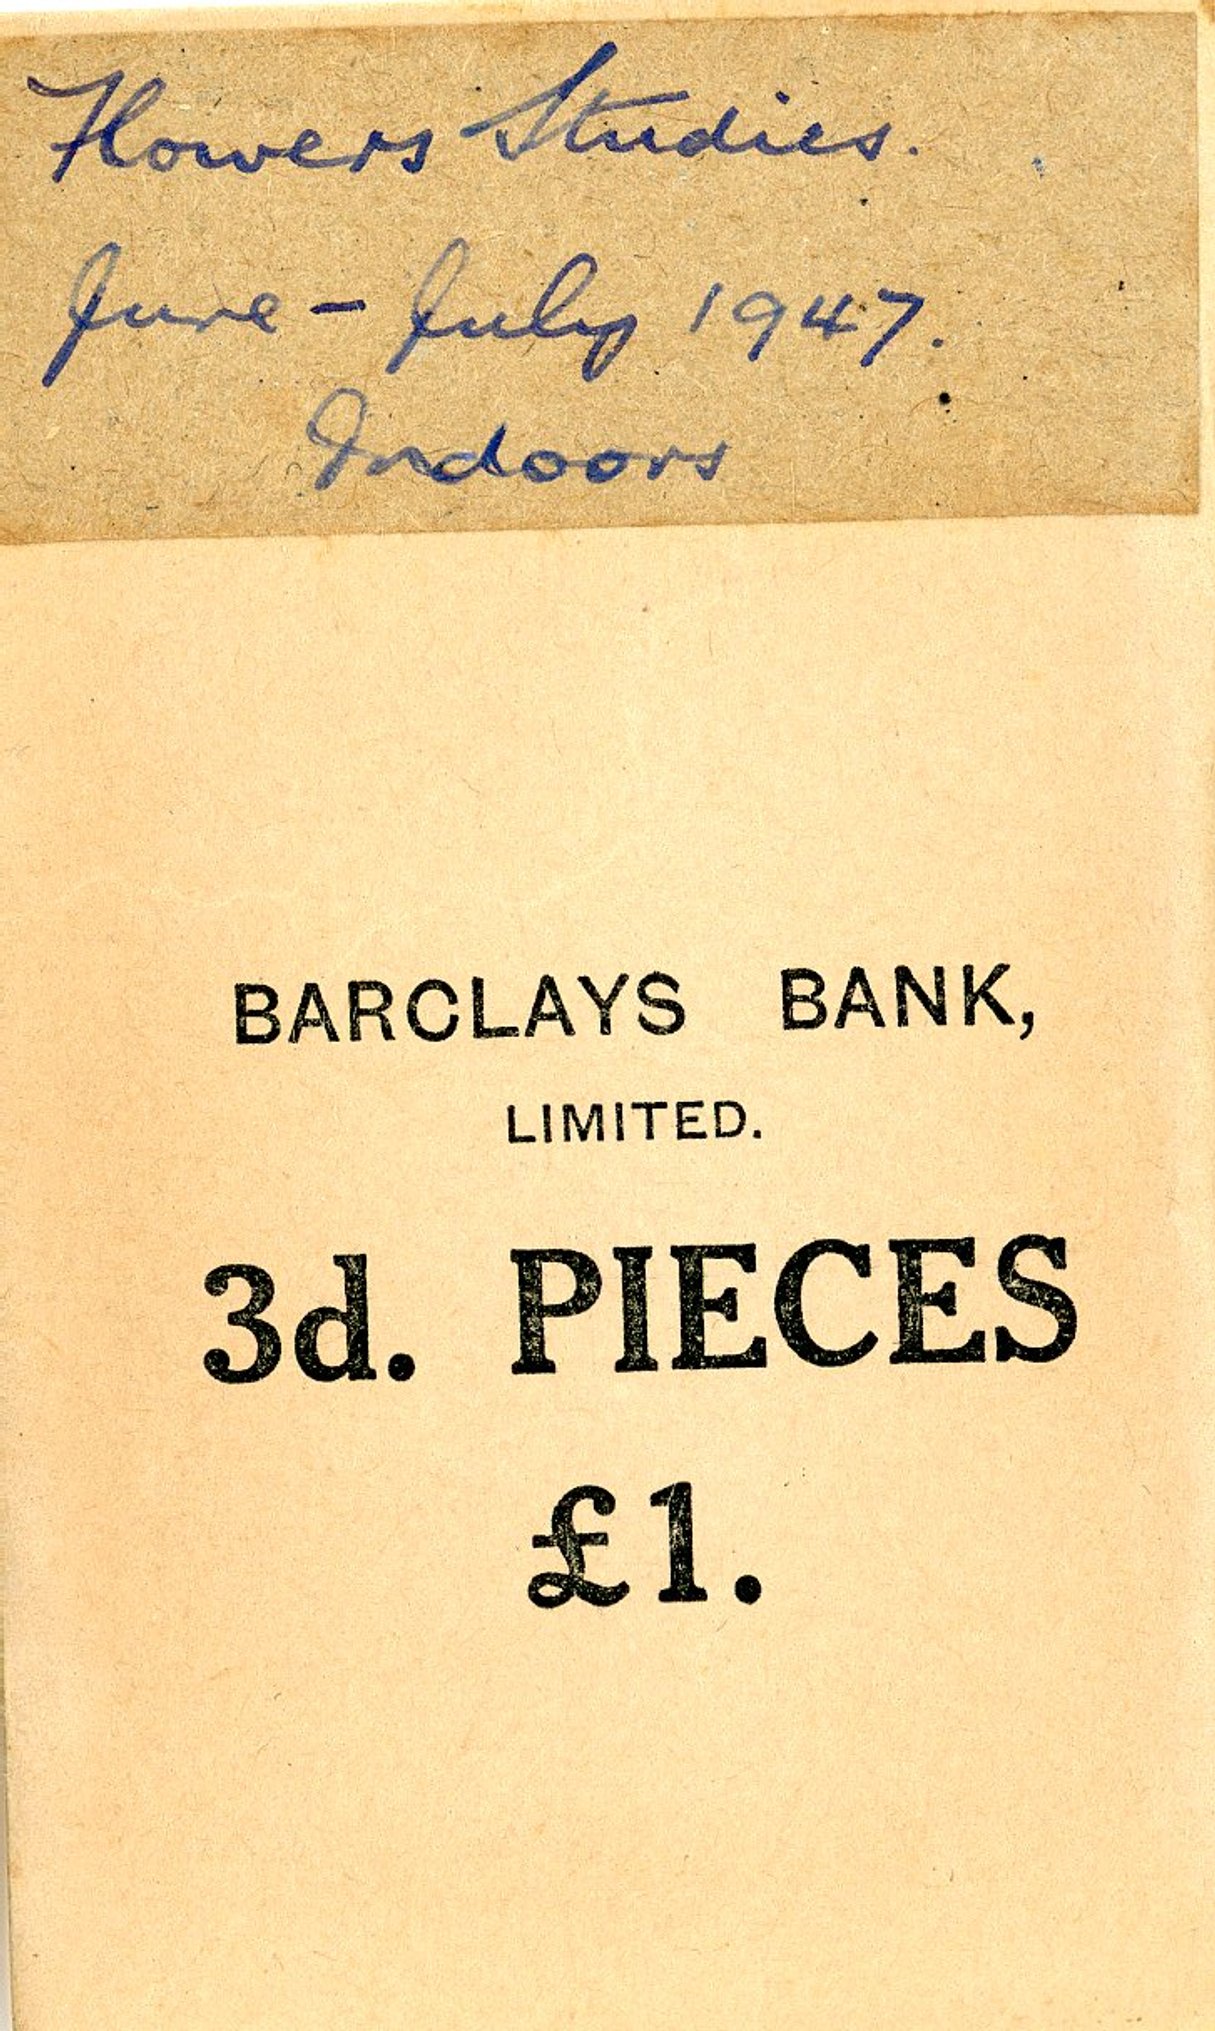 Flowers Studies.
June - July 1947.
Indoors
BARCLAYS BANK,
LIMITED.
3d. PIECES
£1.